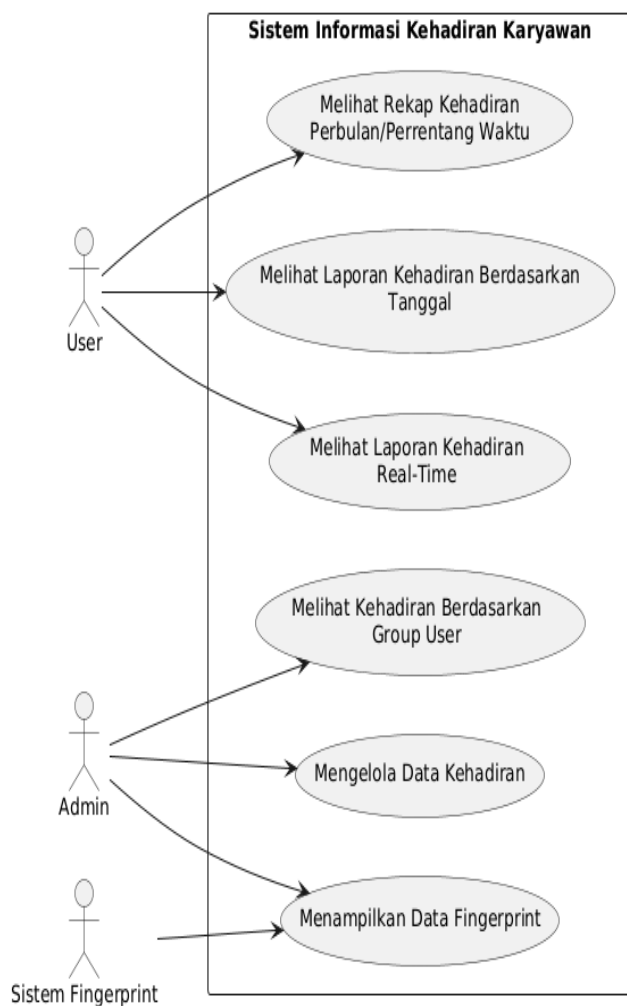 Sistem Informasi Kehadiran Karyawan
Melihat Rekap Kehadiran
Perbulan/Perrentang Waktu
Melihat Laporan Kehadiran Berdasarkan
Tanggal
User
Melihat Laporan Kehadiran
Real-Time
Melihat Kehadiran Berdasarkan
Group User
Mengelola Data Kehadiran
Admin
Menampilkan Data Fingerprint
Sistem Fingerprint